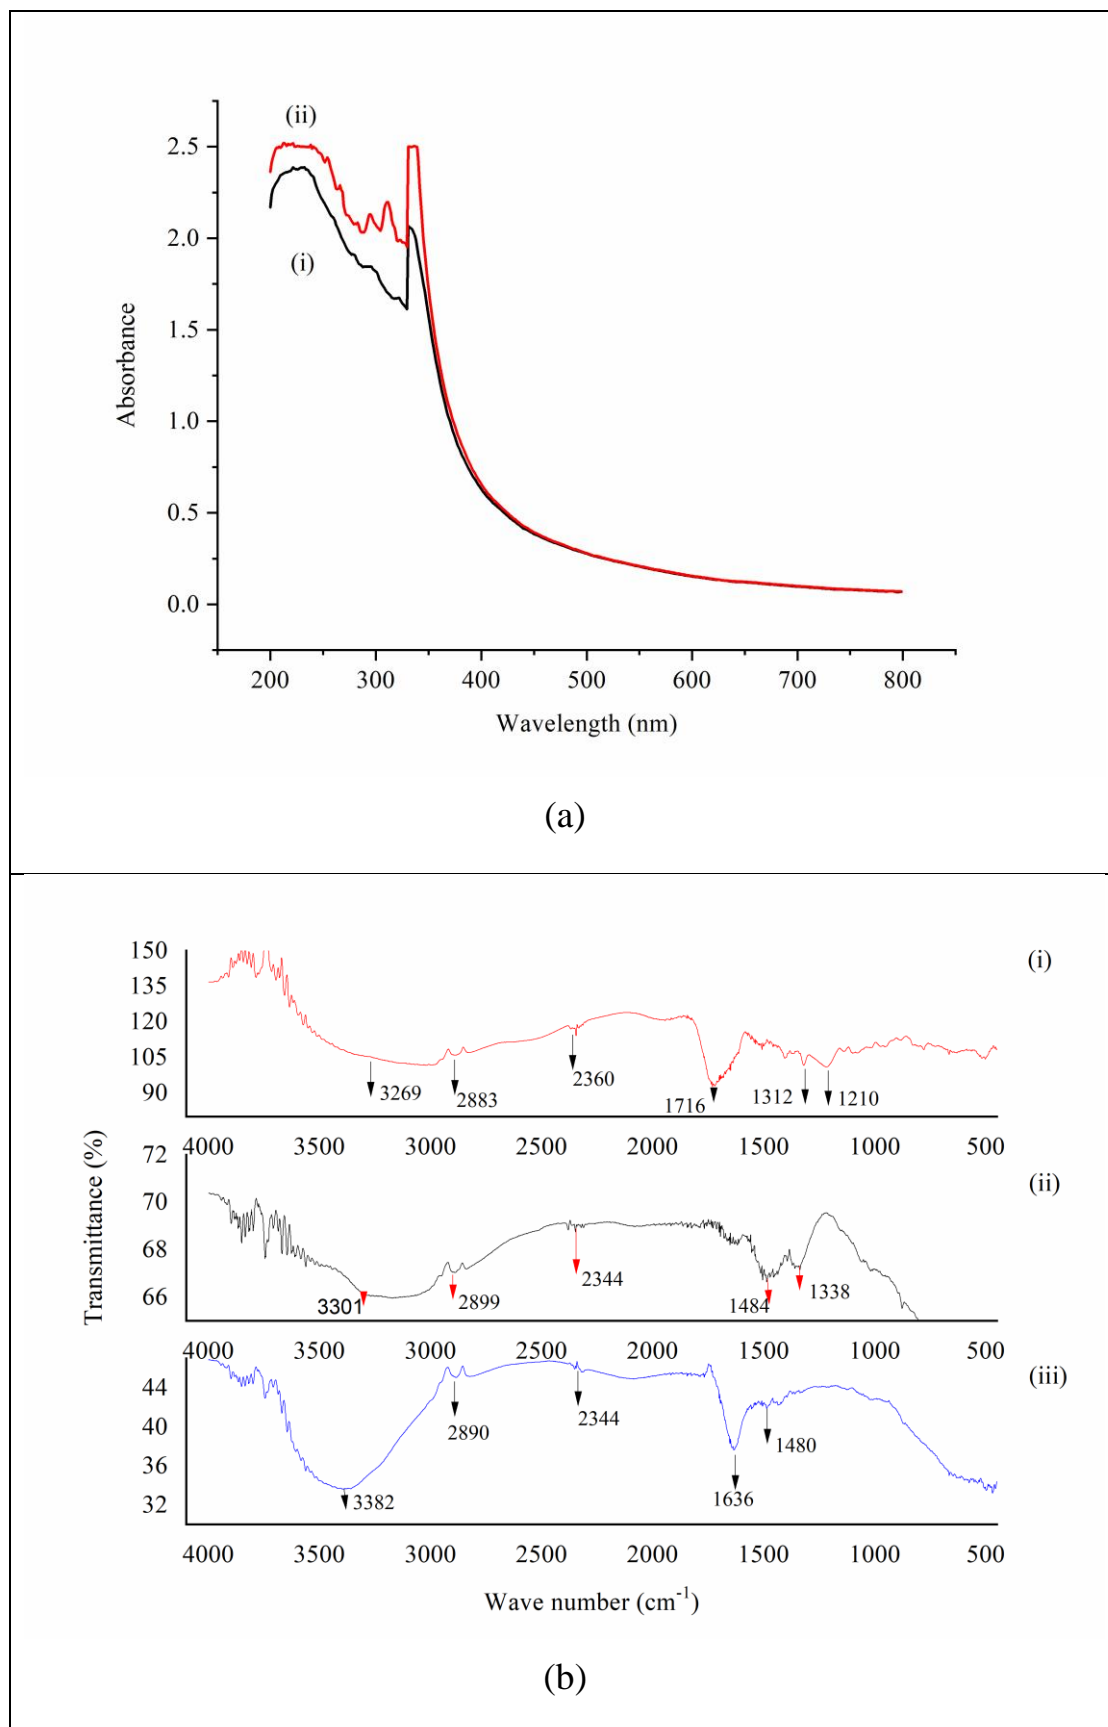 (ii)
2.5
2.0
(i)
1.5
Absorbance
1.0
0.5
0.0
200 300 400 500 600 700 800
Wavelength (nm)
(a)
150 (i)
135
120
105
90
3269 2883 2360 1716 1312 1210
4000 3500 3000 2500 2000 1500 1000 500
Transmittance (%)
72
(ii)
70
68
66
3301 2899 2344 1484 1338
4000 3500 3000 2500 2000 1500 1000 500
(iii)
44
40
36
32
3382 2890 2344 1636 1480
4000 3500 3000 2500 2000 1500 1000 500
Wave number (cm⁻¹)
(b)